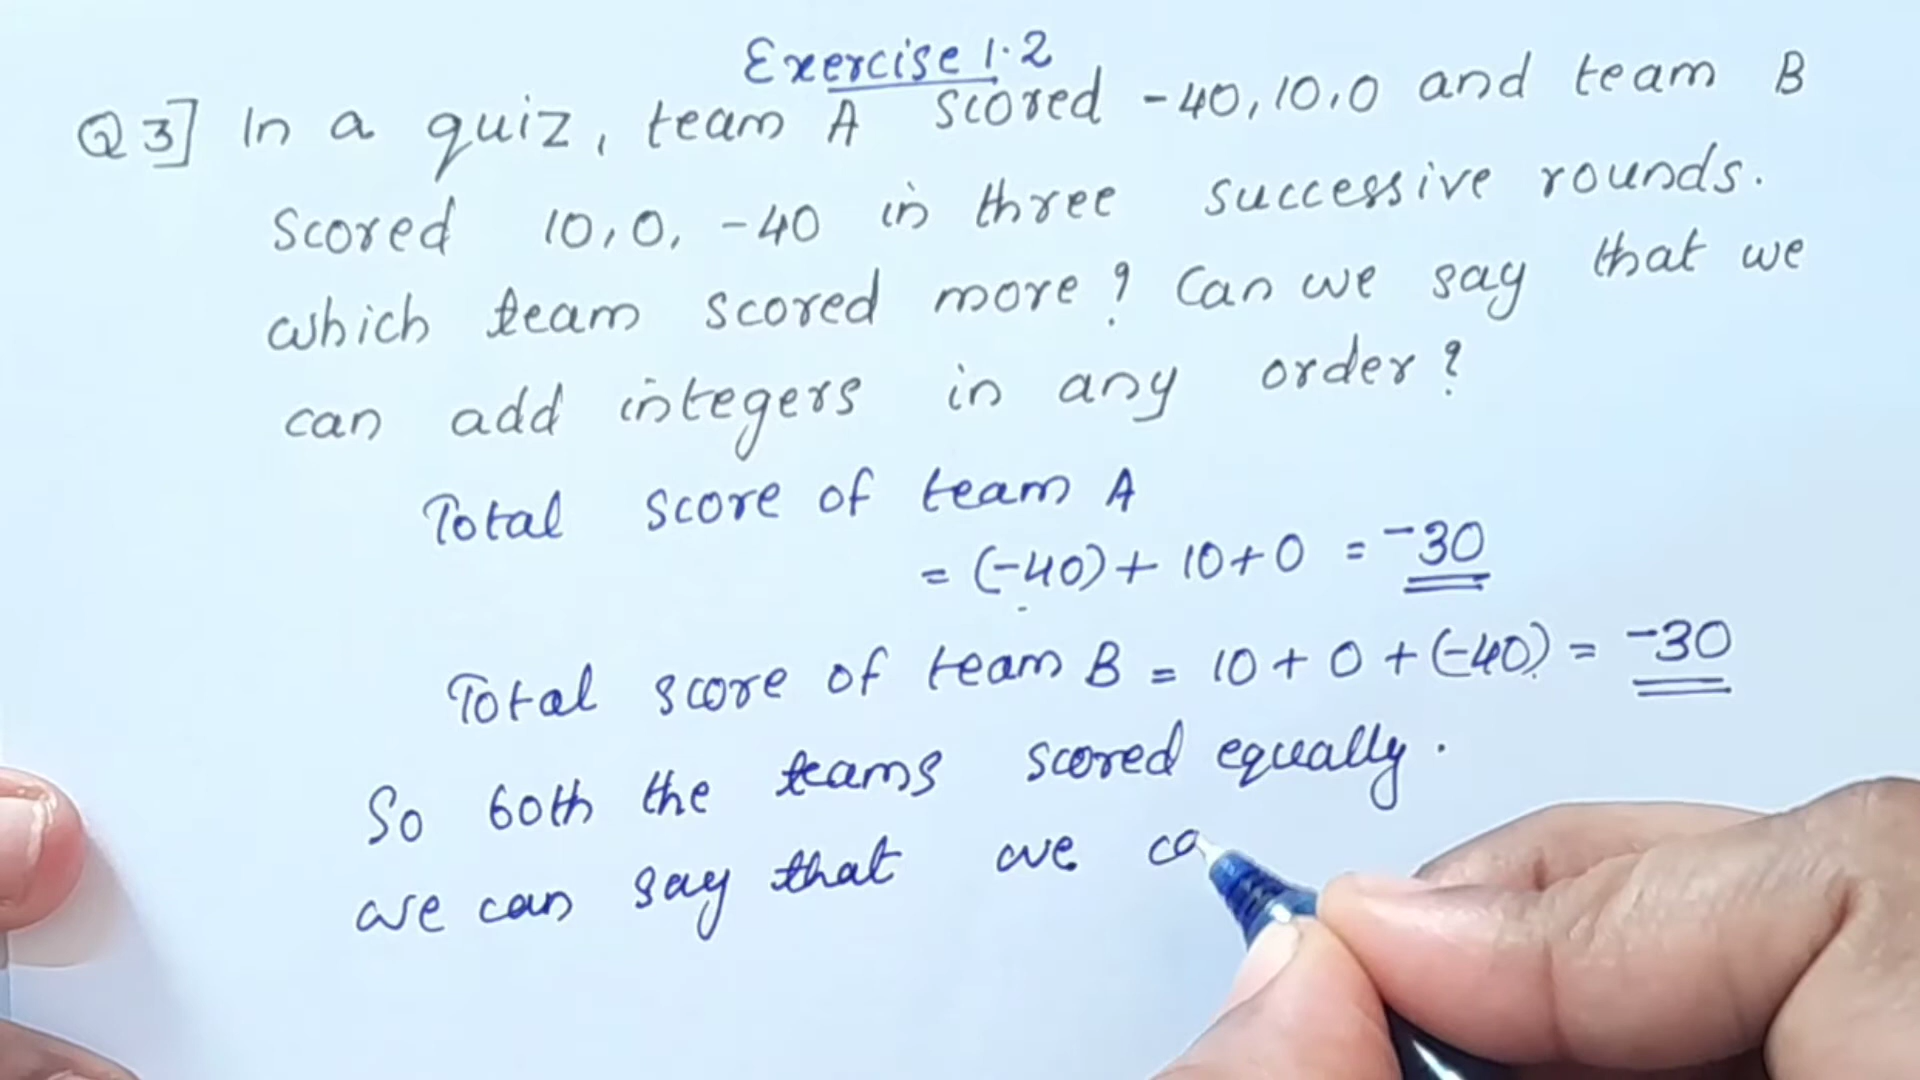 Exercise 1.2
Q3] In a quiz, team A scored -40,10,0 and team B
scored 10,0, -40 in three successive rounds.
which team scored more? Can we say that we
can add integers in any order?
Total score of team A
= (-40) + 10+0 = -30
Total score of team B = 10 + 0 + (-40) = -30
So both the teams scored equally.
we can say that we ca